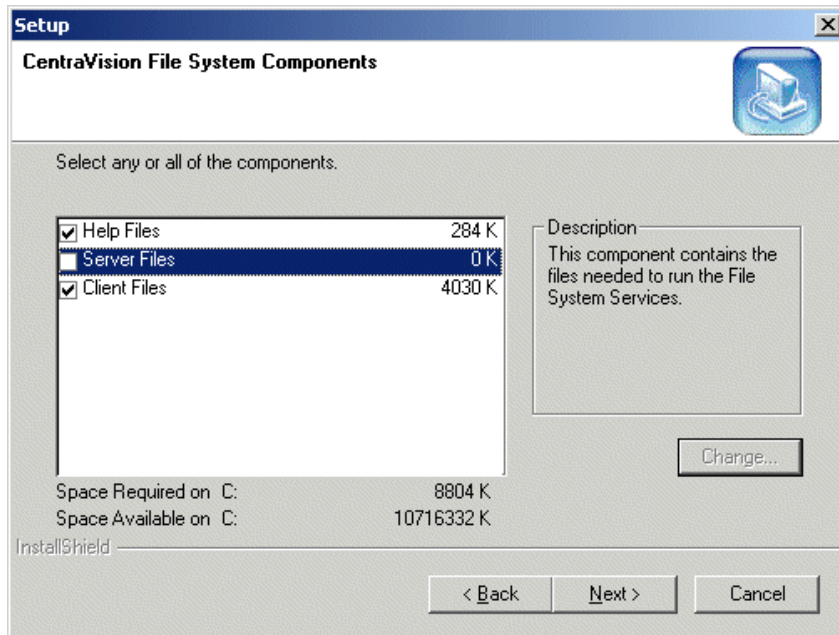 Setup
CentraVision File System Components
Select any or all of the components.
Help Files 284 K
Server Files 0 K
Client Files 4030 K
Description
This component contains the
files needed to run the File
System Services.
Change...
Space Required on C: 8804 K
Space Available on C: 10716332 K
InstallShield
< Back Next > Cancel